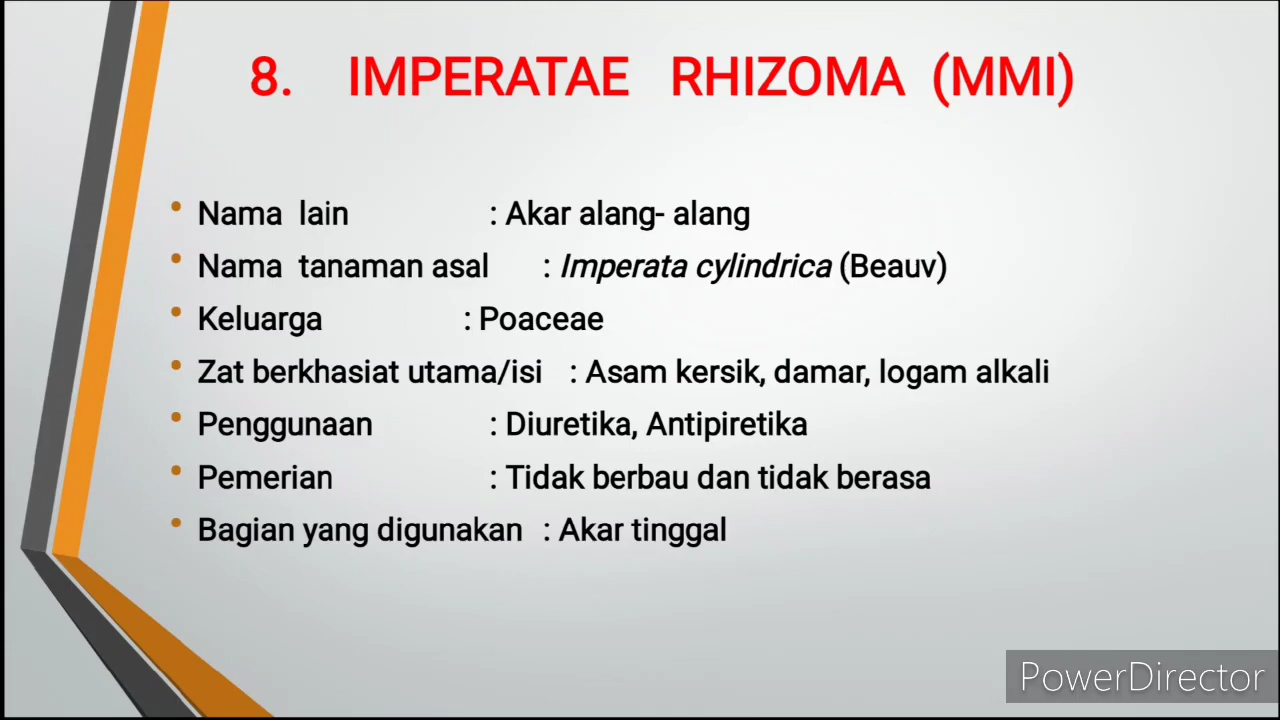 8. IMPERATAE RHIZOMA (MMI)
• Nama lain : Akar alang- alang
• Nama tanaman asal : Imperata cylindrica (Beauv)
• Keluarga : Poaceae
• Zat berkhasiat utama/isi : Asam kersik, damar, logam alkali
• Penggunaan : Diuretika, Antipiretika
• Pemerian : Tidak berbau dan tidak berasa
• Bagian yang digunakan : Akar tinggal
PowerDirector